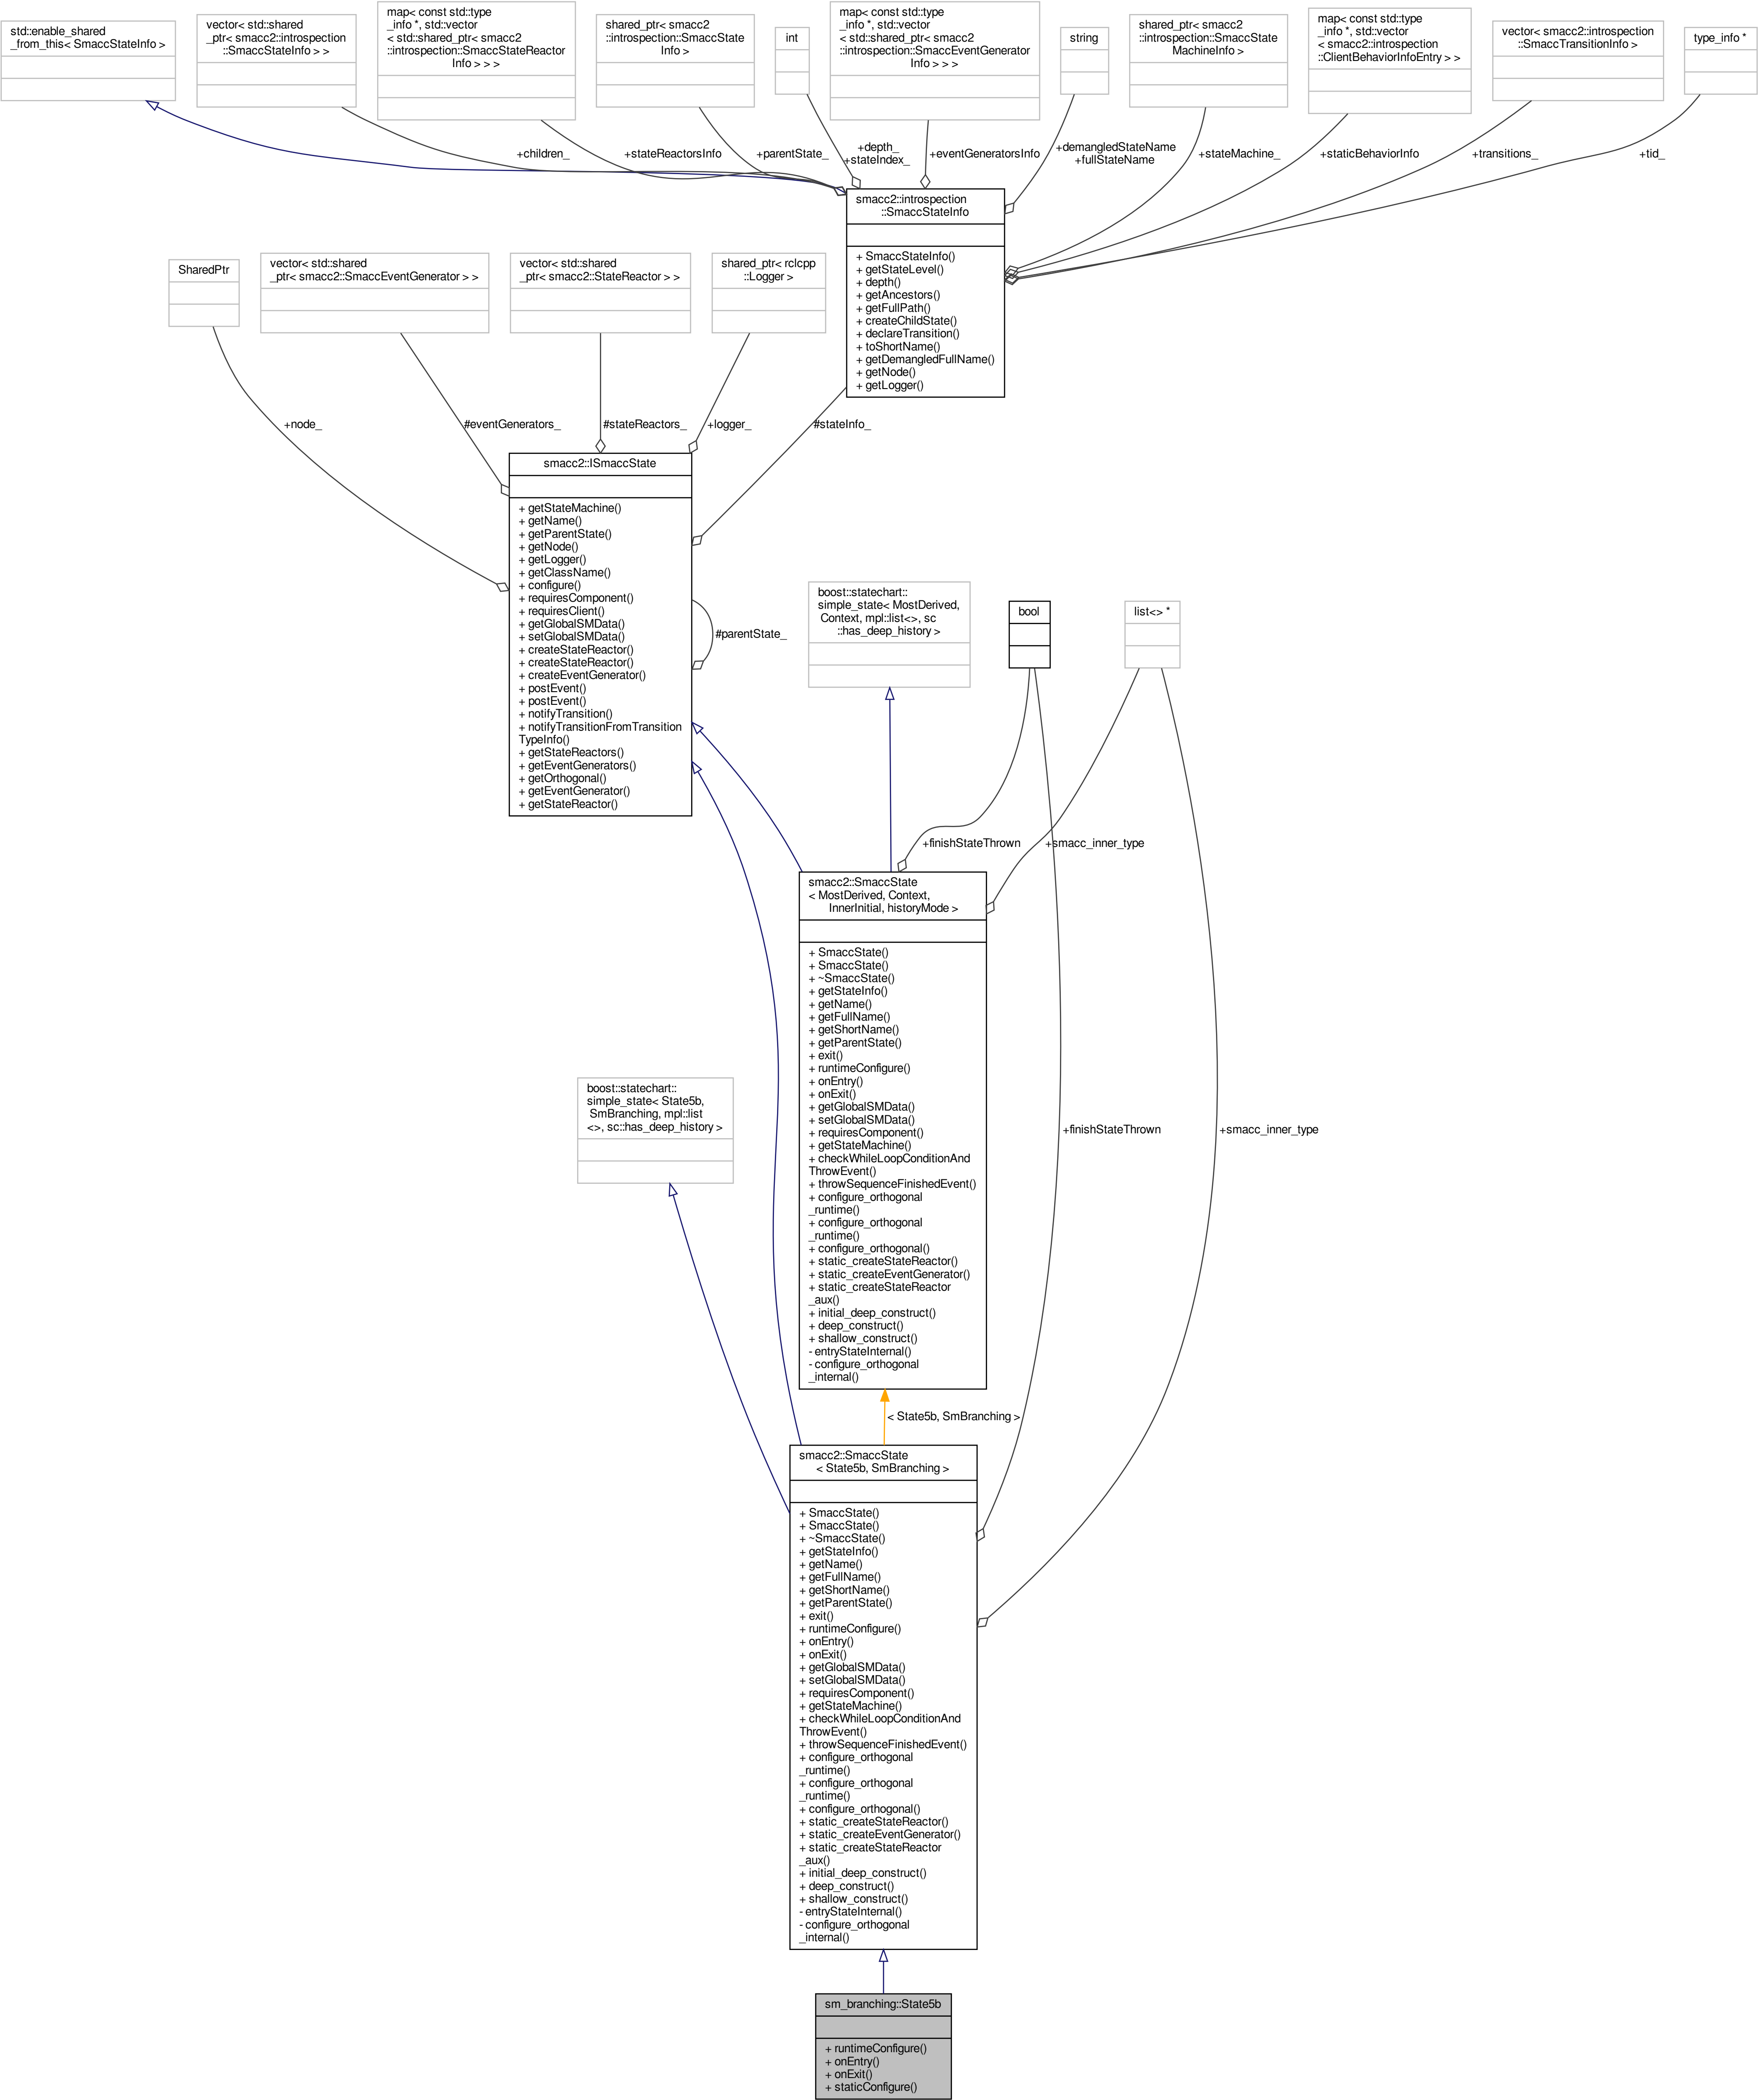 std::enable_shared
_from_this< SmaccStateInfo >
vector< std::shared
_ptr< smacc2::introspection
::SmaccStateInfo > >
map< const std::type
_info *, std::vector
< std::shared_ptr< smacc2
::introspection::SmaccStateReactor
Info > > >
shared_ptr< smacc2
::introspection::SmaccState
Info >
int
map< const std::type
_info *, std::vector
< std::shared_ptr< smacc2
::introspection::SmaccEventGenerator
Info > > >
string
shared_ptr< smacc2
::introspection::SmaccState
MachineInfo >
map< const std::type
_info *, std::vector
< smacc2::introspection
::ClientBehaviorInfoEntry > >
vector< smacc2::introspection
::SmaccTransitionInfo >
type_info *
+children_
+stateReactorsInfo
+parentState_
+depth_
+stateIndex_
+eventGeneratorsInfo
+demangledStateName
+fullStateName
+stateMachine_
+staticBehaviorInfo
+transitions_
+tid_
smacc2::introspection
::SmaccStateInfo
+ SmaccStateInfo()
+ getStateLevel()
+ depth()
+ getAncestors()
+ getFullPath()
+ createChildState()
+ declareTransition()
+ toShortName()
+ getDemangledFullName()
+ getNode()
+ getLogger()
SharedPtr
vector< std::shared
_ptr< smacc2::SmaccEventGenerator > >
vector< std::shared
_ptr< smacc2::StateReactor > >
shared_ptr< rclcpp
::Logger >
+node_
#eventGenerators_
#stateReactors_
+logger_
#stateInfo_
smacc2::ISmaccState
+ getStateMachine()
+ getName()
+ getParentState()
+ getNode()
+ getLogger()
+ getClassName()
+ configure()
+ requiresComponent()
+ requiresClient()
+ getGlobalSMData()
+ setGlobalSMData()
+ createStateReactor()
+ createStateReactor()
+ createEventGenerator()
+ postEvent()
+ postEvent()
+ notifyTransition()
+ notifyTransitionFromTransition
TypeInfo()
+ getStateReactors()
+ getEventGenerators()
+ getOrthogonal()
+ getEventGenerator()
+ getStateReactor()
#parentState_
boost::statechart::
simple_state< MostDerived,
Context, mpl::list<>, sc
::has_deep_history >
bool
list<> *
+finishStateThrown
+smacc_inner_type
smacc2::SmaccState
< MostDerived, Context,
InnerInitial, historyMode >
+ SmaccState()
+ SmaccState()
+ ~SmaccState()
+ getStateInfo()
+ getName()
+ getFullName()
+ getShortName()
+ getParentState()
+ exit()
+ runtimeConfigure()
+ onEntry()
+ onExit()
+ getGlobalSMData()
+ setGlobalSMData()
+ requiresComponent()
+ getStateMachine()
+ checkWhileLoopConditionAnd
ThrowEvent()
+ throwSequenceFinishedEvent()
+ configure_orthogonal
_runtime()
+ configure_orthogonal
_runtime()
+ configure_orthogonal()
+ static_createStateReactor()
+ static_createEventGenerator()
+ static_createStateReactor
_aux()
+ initial_deep_construct()
+ deep_construct()
+ shallow_construct()
- entryStateInternal()
- configure_orthogonal
_internal()
boost::statechart::
simple_state< State5b,
SmBranching, mpl::list
<>, sc::has_deep_history >
+finishStateThrown
+smacc_inner_type
< State5b, SmBranching >
smacc2::SmaccState
< State5b, SmBranching >
+ SmaccState()
+ SmaccState()
+ ~SmaccState()
+ getStateInfo()
+ getName()
+ getFullName()
+ getShortName()
+ getParentState()
+ exit()
+ runtimeConfigure()
+ onEntry()
+ onExit()
+ getGlobalSMData()
+ setGlobalSMData()
+ requiresComponent()
+ getStateMachine()
+ checkWhileLoopConditionAnd
ThrowEvent()
+ throwSequenceFinishedEvent()
+ configure_orthogonal
_runtime()
+ configure_orthogonal
_runtime()
+ configure_orthogonal()
+ static_createStateReactor()
+ static_createEventGenerator()
+ static_createStateReactor
_aux()
+ initial_deep_construct()
+ deep_construct()
+ shallow_construct()
- entryStateInternal()
- configure_orthogonal
_internal()
sm_branching::State5b
+ runtimeConfigure()
+ onEntry()
+ onExit()
+ staticConfigure()